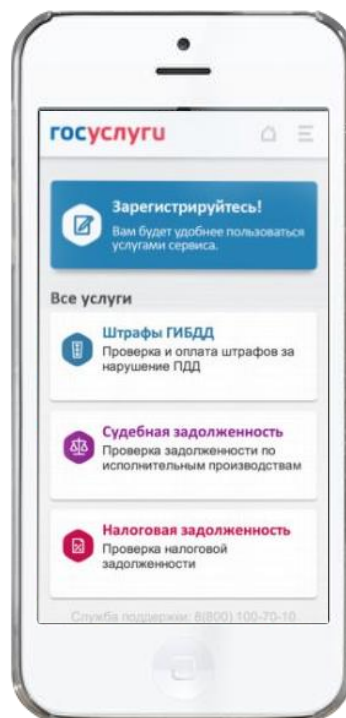 госуслуги
Зарегистрируйтесь!
Вам будет удобнее пользоваться
услугами сервиса.
Все услуги
Штрафы ГИБДД
Проверка и оплата штрафов за
нарушение ПДД
Судебная задолженность
Проверка задолженности по
исполнительным производствам
Налоговая задолженность
Проверка налоговой
задолженности
Служба поддержки: 8(800) 100-70-10